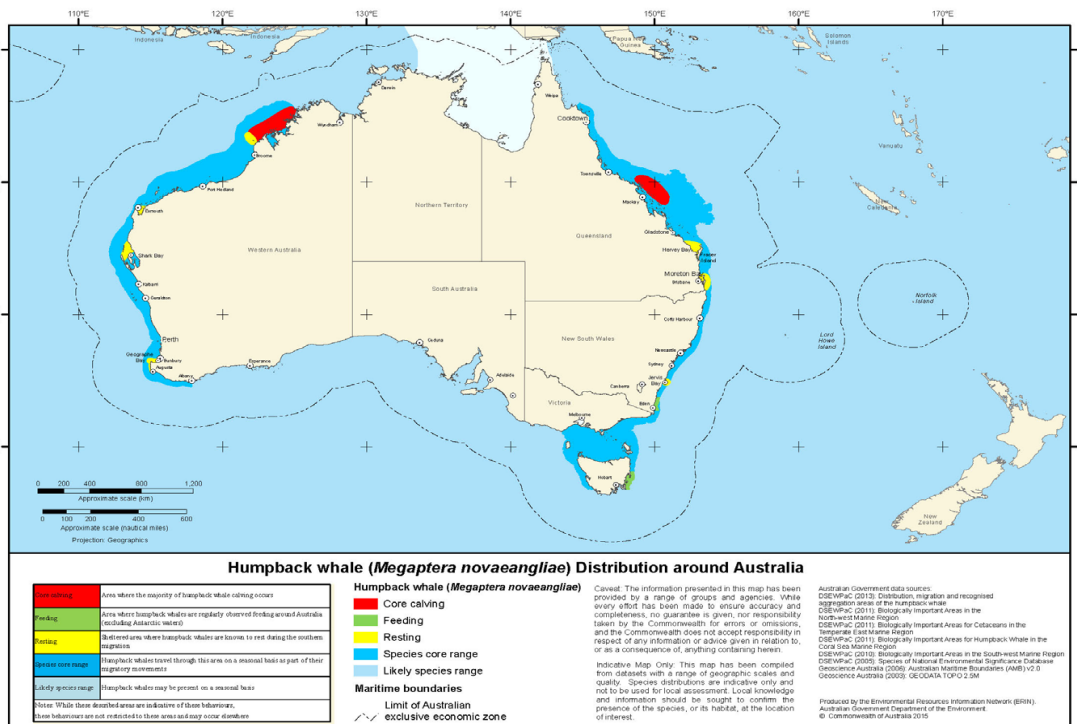 110°E 120°E 130°E 140°E 150°E 160°E 170°E
Indonesia
Indonesia
Papua New
Guinea
Solomon
Islands
Darwin
Weipa
Wyndham
Cooktown
Broome
Vanuatu
Townsville
Port Hedland
Mackay
New
Caledonia
Exmouth
Northern Territory
Queensland
Gladstone
Western Australia
Hervey Bay
Fraser
Island
Shark Bay
Moreton Bay
Brisbane
South Australia
Kalbarri
Geraldton
Norfolk
Island
Coffs Harbour
Perth
New South Wales
Lord
Howe
Island
Ceduna
Newcastle
Geographe
Bay
Bunbury
Esperance
Sydney
Augusta
Albany
Adelaide
Canberra
Jervis
Bay
Victoria
Eden
Melbourne
Hobart
New
Zealand
0 200 400 800 1,200
Approximate scale (km)
0 100 200 400 600
Approximate scale (nautical miles)
Projection: Geographics
Humpback whale (Megaptera novaeangliae) Distribution around Australia
Core calving Area where the majority of humpback whale calving occurs
Feeding Area where humpback whales are regularly observed feeding around Australia
(excluding Antarctic waters)
Resting Sheltered area where humpback whales are known to rest during the southern
migration
Species core range Humpback whales travel through this area on a seasonal basis as part of their
migratory movements
Likely species range Humpback whales may be present on a seasonal basis
Notes: While these described areas are indicative of these behaviours,
these behaviours are not restricted to these areas and may occur elsewhere
Humpback whale (Megaptera novaeangliae)
Core calving
Feeding
Resting
Species core range
Likely species range
Maritime boundaries
Limit of Australian
exclusive economic zone
Caveat: The information presented in this map has been
provided by a range of groups and agencies. While
every effort has been made to ensure accuracy and
completeness, no guarantee is given, nor responsibility
taken by the Commonwealth for errors or omissions,
and the Commonwealth does not accept responsibility in
respect of any information or advice given in relation to,
or as a consequence of, anything containing herein.
Indicative Map Only: This map has been compiled
from datasets with a range of geographic scales and
quality. Species distributions are indicative only and
not to be used for local assessment. Local knowledge
and information should be sought to confirm the
presence of the species, or its habitat, at the location
of interest.
Australian Government data sources:
DSEWPaC (2013): Distribution, migration and recognised
aggregation areas of the humpback whale
DSEWPaC (2011): Biologically Important Areas in the
North-west Marine Region
DSEWPaC (2011): Biologically Important Areas for Cetaceans in the
Temperate East Marine Region
DSEWPaC (2011): Biologically Important Areas for Humpback Whale in the
Coral Sea Marine Region
DSEWPaC (2010): Biologically Important Areas in the South-west Marine Region
DSEWPaC (2005): Species of National Environmental Significance Database
Geoscience Australia (2006): Australian Maritime Boundaries (AMB) v2.0
Geoscience Australia (2003): GEODATA TOPO 2.5M
Produced by the Environmental Resources Information Network (ERIN).
Australian Government Department of the Environment.
© Commonwealth of Australia 2015